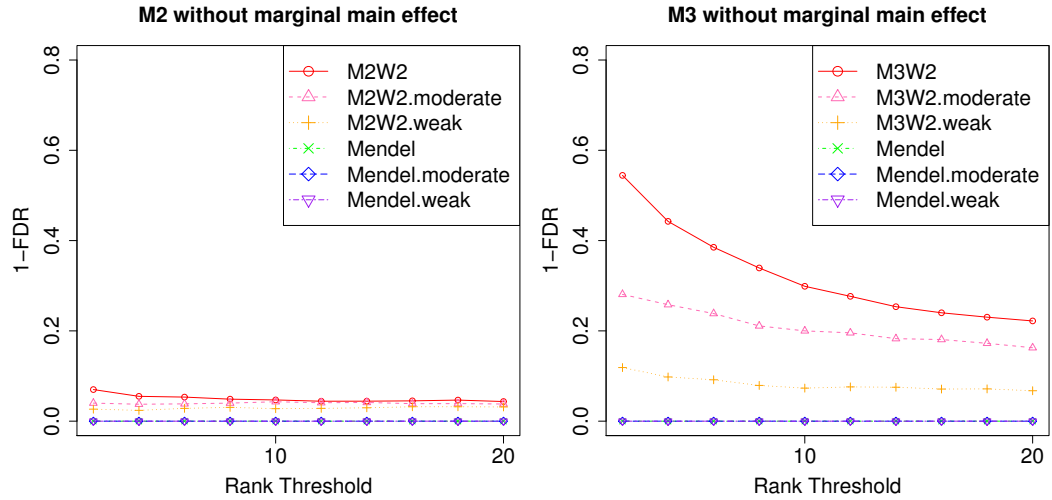 M2 without marginal main effect
0.8
0.6
0.4
0.2
0.0
1-FDR
M2W2
M2W2.moderate
M2W2.weak
Mendel
Mendel.moderate
Mendel.weak
10
20
Rank Threshold
M3 without marginal main effect
0.8
0.6
0.4
0.2
0.0
1-FDR
M3W2
M3W2.moderate
M3W2.weak
Mendel
Mendel.moderate
Mendel.weak
10
20
Rank Threshold